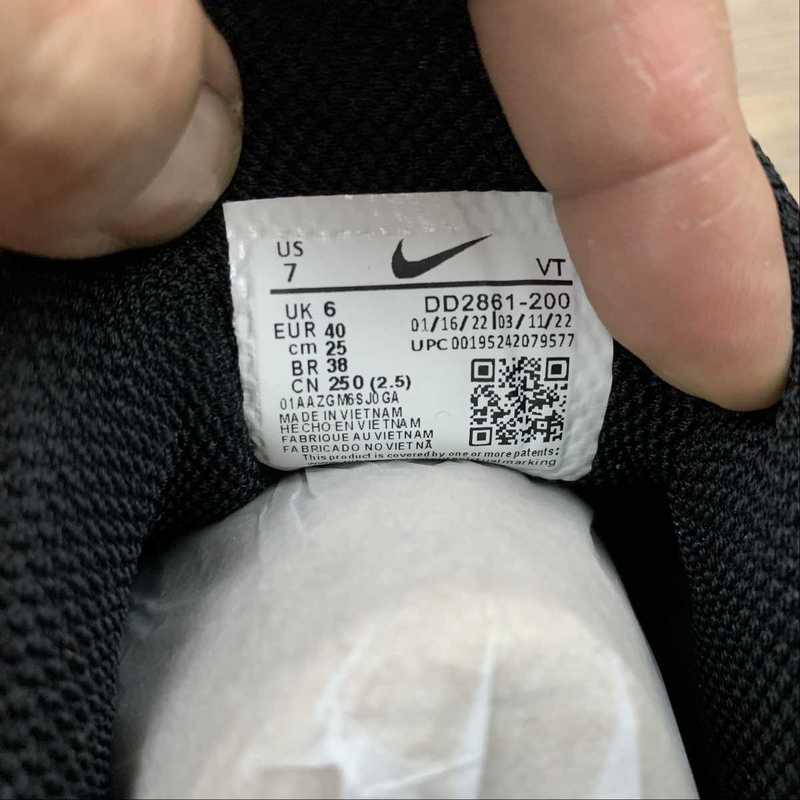 US
7
VT
UK 6
EUR 40
cm 25
BR 38
CN 250 (2.5)
DD2861-200
01/16/22|03/11/22
UPC 00195242079577
01AAZGM6SJ0GA
MADE IN VIETNAM
HECHO EN VIETNAM
FABRIQUE AU VIETNAM
FABRICADO NO VIETNÃ
This product is covered by one or more patents: